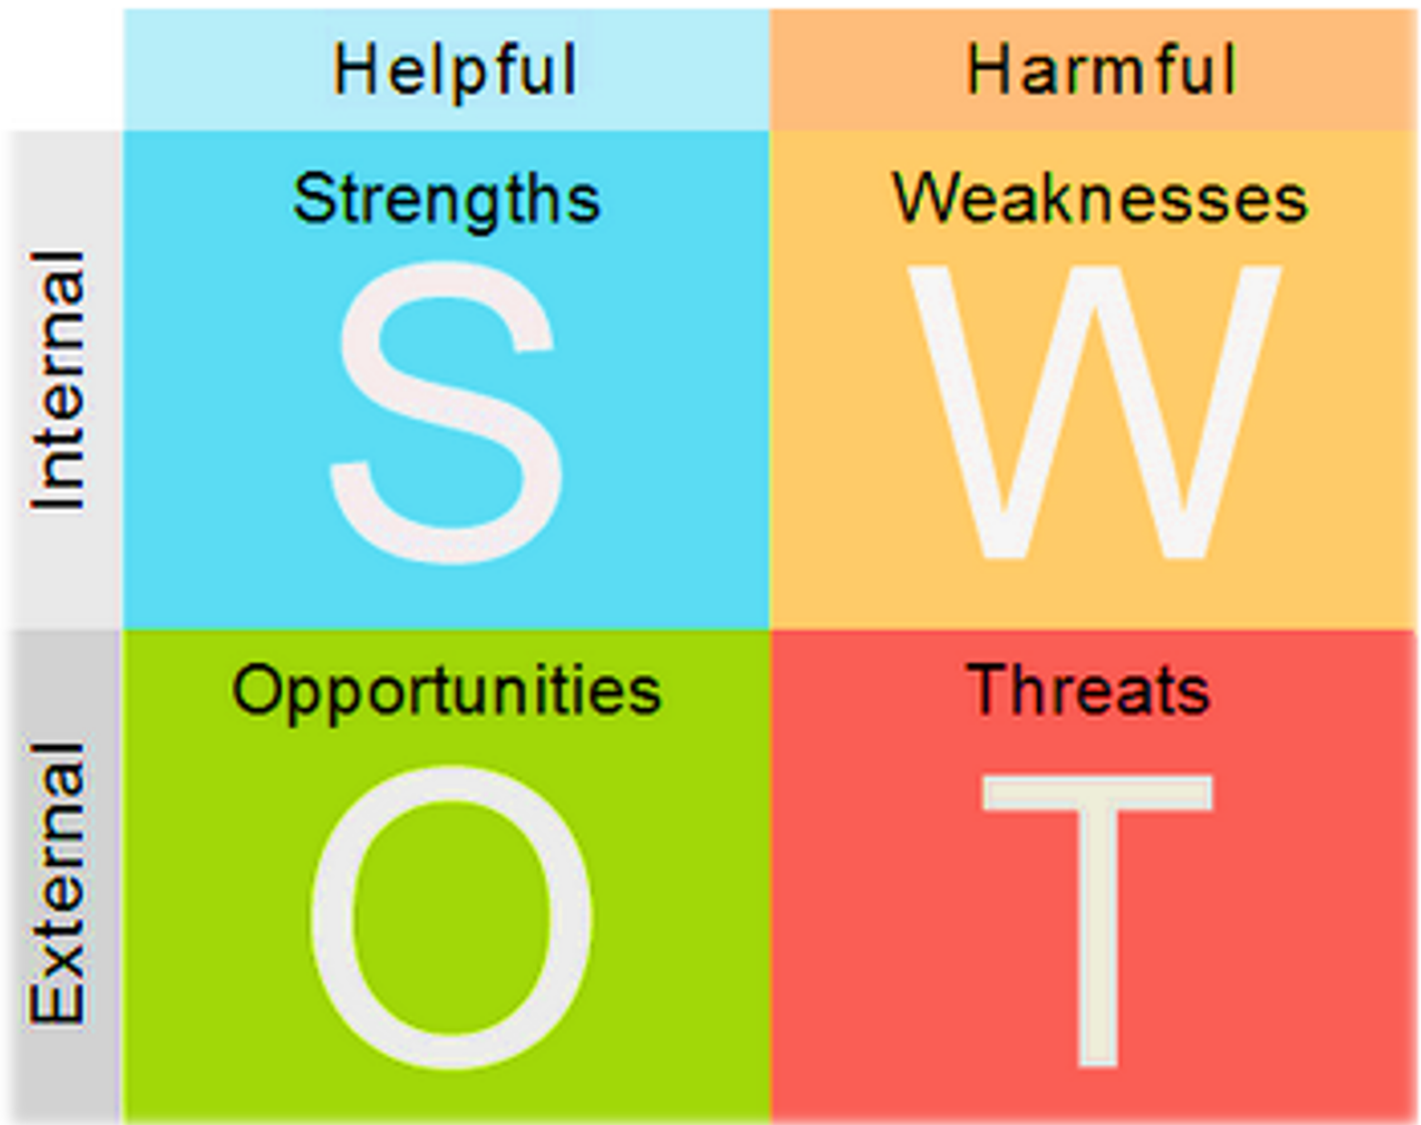 Helpful
Harmful
Internal
Strengths
S
Weaknesses
W
External
Opportunities
O
Threats
T